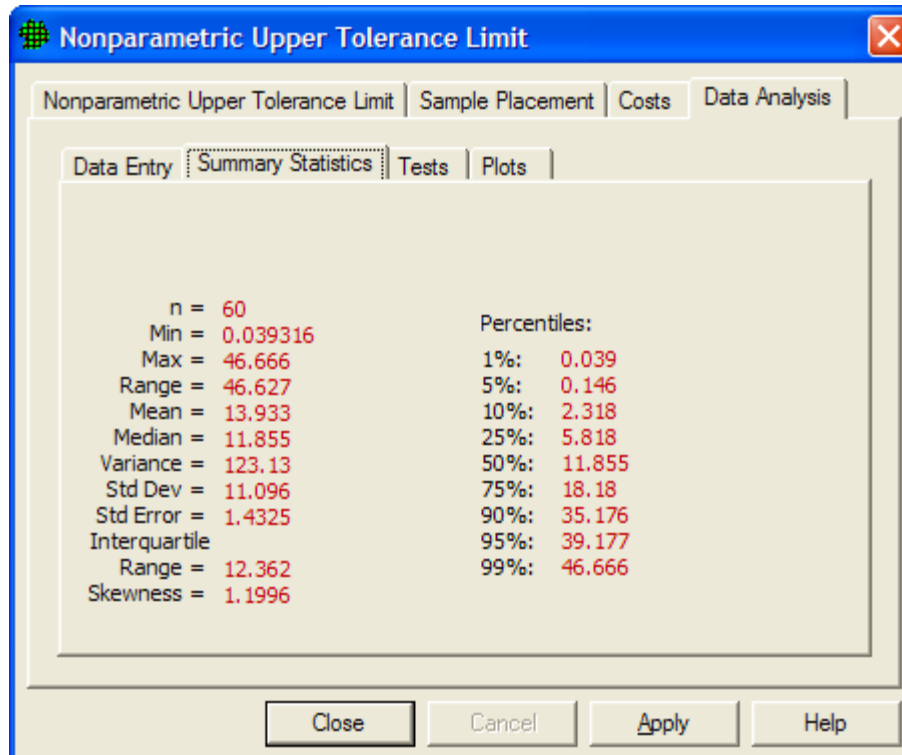 Nonparametric Upper Tolerance Limit
Nonparametric Upper Tolerance Limit Sample Placement Costs Data Analysis
Data Entry Summary Statistics Tests Plots
n = 60
Min = 0.039316
Max = 46.666
Range = 46.627
Mean = 13.933
Median = 11.855
Variance = 123.13
Std Dev = 11.096
Std Error = 1.4325
Interquartile
Range = 12.362
Skewness = 1.1996
Percentiles:
1%: 0.039
5%: 0.146
10%: 2.318
25%: 5.818
50%: 11.855
75%: 18.18
90%: 35.176
95%: 39.177
99%: 46.666
Close Cancel Apply Help